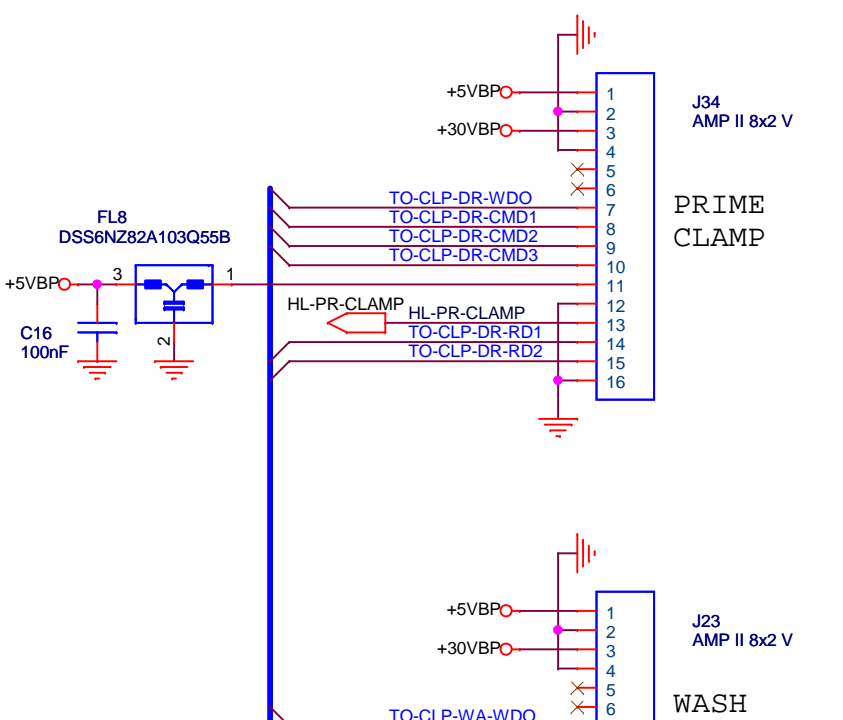 +5VBP
1
J34
AMP II 8x2 V
2
+30VBP
3
4
5
6
TO-CLP-DR-WDO
7
PRIME
CLAMP
FL8
DSS6NZ82A103Q55B
TO-CLP-DR-CMD1
8
TO-CLP-DR-CMD2
9
TO-CLP-DR-CMD3
10
+5VBP
3
1
11
HL-PR-CLAMP
12
HL-PR-CLAMP
13
C16
100nF
2
TO-CLP-DR-RD1
14
TO-CLP-DR-RD2
15
16
+5VBP
1
J23
AMP II 8x2 V
2
+30VBP
3
4
5
6
WASH
TO-CLP-WA-WDO